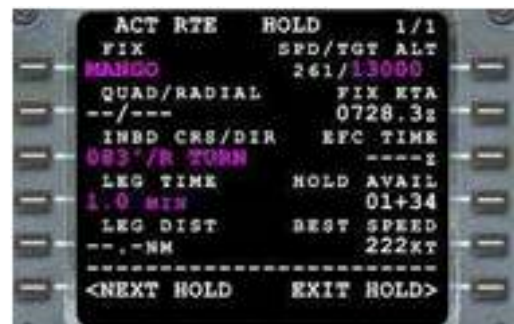 ACT RTE HOLD 1/1
FIX SPD/TGT ALT
MANGO 261/13000
QUAD/RADIAL FIX ETA
--/--- 0728.3z
INBD CRS/DIR EFC TIME
083°/R TURN ----z
LEG TIME HOLD AVAIL
1.0 MIN 01+34
LEG DIST BEST SPEED
--.-NM 222KT
--------------------------------
<NEXT HOLD EXIT HOLD>